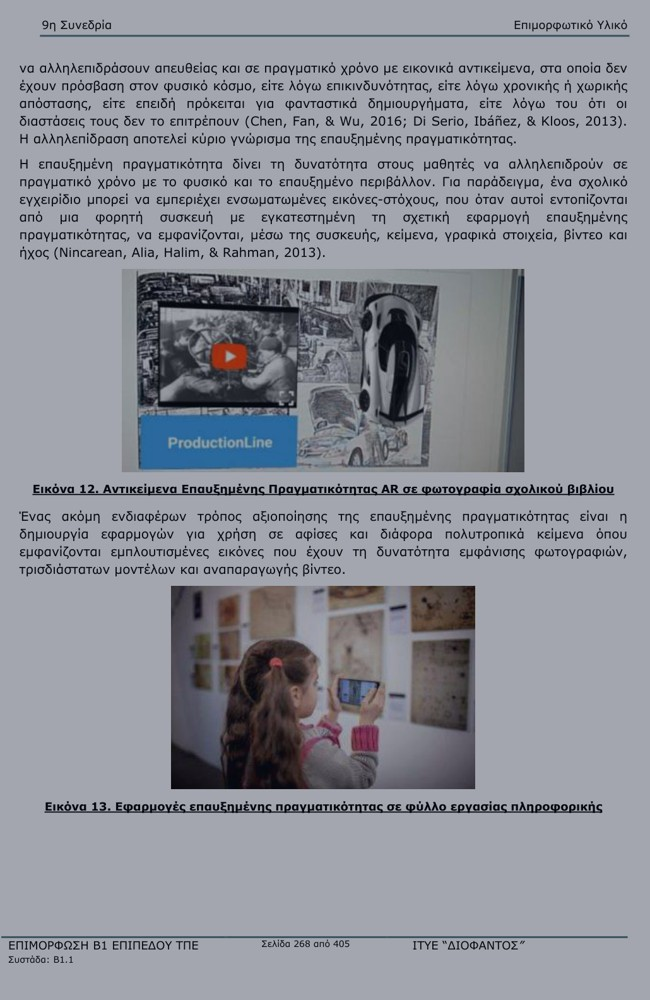 9η Συνεδρία
Επιμορφωτικό Υλικό
να αλληλεπιδράσουν απευθείας και σε πραγματικό χρόνο με εικονικά αντικείμενα, στα οποία δεν
έχουν πρόσβαση στον φυσικό κόσμο, είτε λόγω επικινδυνότητας, είτε λόγω χρονικής ή χωρικής
απόστασης, είτε επειδή πρόκειται για φανταστικά δημιουργήματα, είτε λόγω του ότι οι
διαστάσεις τους δεν το επιτρέπουν (Chen, Fan, & Wu, 2016; Di Serio, Ibáñez, & Kloos, 2013).
Η αλληλεπίδραση αποτελεί κύριο γνώρισμα της επαυξημένης πραγματικότητας.
Η επαυξημένη πραγματικότητα δίνει τη δυνατότητα στους μαθητές να αλληλεπιδρούν σε
πραγματικό χρόνο με το φυσικό και το επαυξημένο περιβάλλον. Για παράδειγμα, ένα σχολικό
εγχειρίδιο μπορεί να εμπεριέχει ενσωματωμένες εικόνες-στόχους, που όταν αυτοί εντοπίζονται
από μια φορητή συσκευή με εγκατεστημένη τη σχετική εφαρμογή επαυξημένης
πραγματικότητας, να εμφανίζονται, μέσω της συσκευής, κείμενα, γραφικά στοιχεία, βίντεο και
ήχος (Nincarean, Alia, Halim, & Rahman, 2013).
ProductionLine
Εικόνα 12. Αντικείμενα Επαυξημένης Πραγματικότητας AR σε φωτογραφία σχολικού βιβλίου
Ένας ακόμη ενδιαφέρων τρόπος αξιοποίησης της επαυξημένης πραγματικότητας είναι η
δημιουργία εφαρμογών για χρήση σε αφίσες και διάφορα πολυτροπικά κείμενα όπου
εμφανίζονται εμπλουτισμένες εικόνες που έχουν τη δυνατότητα εμφάνισης φωτογραφιών,
τρισδιάστατων μοντέλων και αναπαραγωγής βίντεο.
Εικόνα 13. Εφαρμογές επαυξημένης πραγματικότητας σε φύλλο εργασίας πληροφορικής
ΕΠΙΜΟΡΦΩΣΗ Β1 ΕΠΙΠΕΔΟΥ ΤΠΕ
Σελίδα 268 από 405
ΙΤΥΕ “ΔΙΟΦΑΝΤΟΣ”
Συστάδα: Β1.1